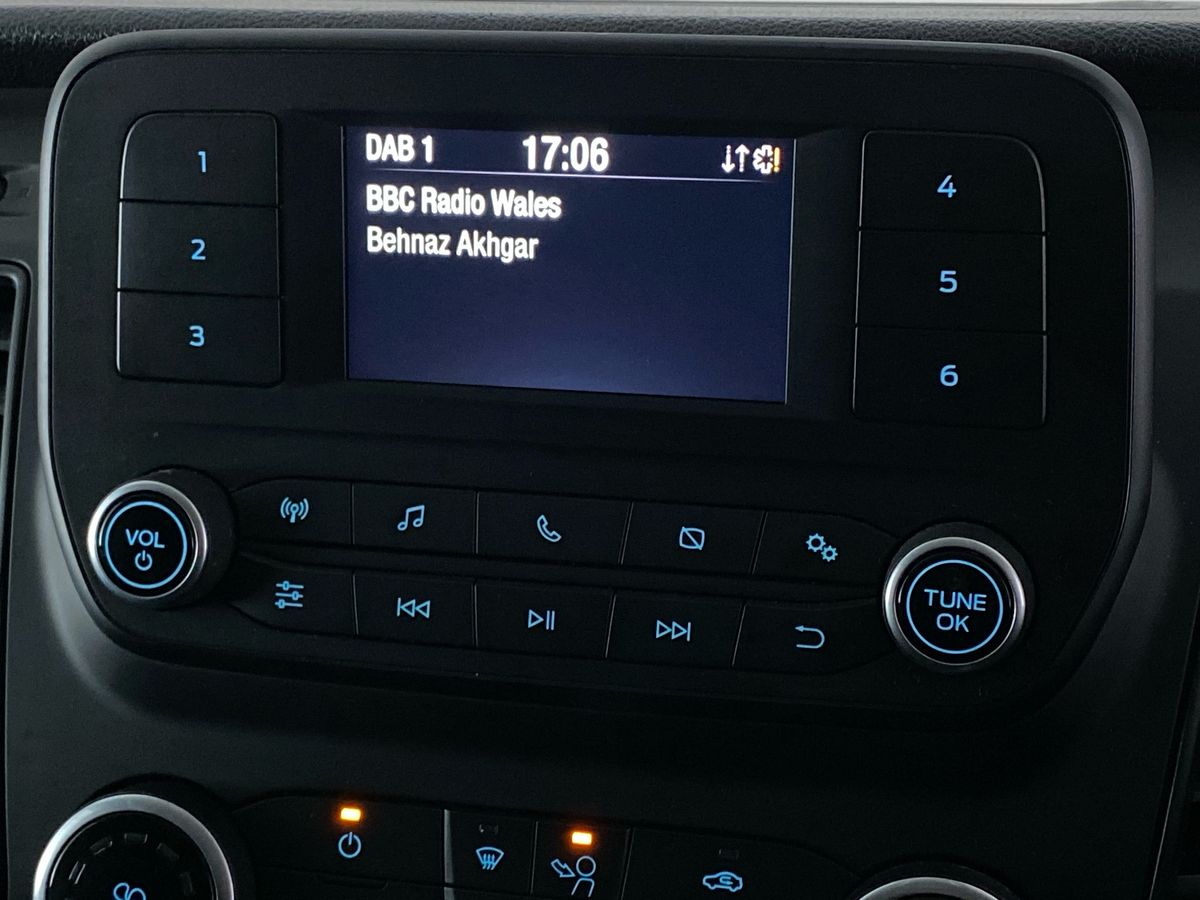 DAB 1 17:06
BBC Radio Wales
Behnaz Akhgar
1
2
3
4
5
6
VOL
TUNE
OK